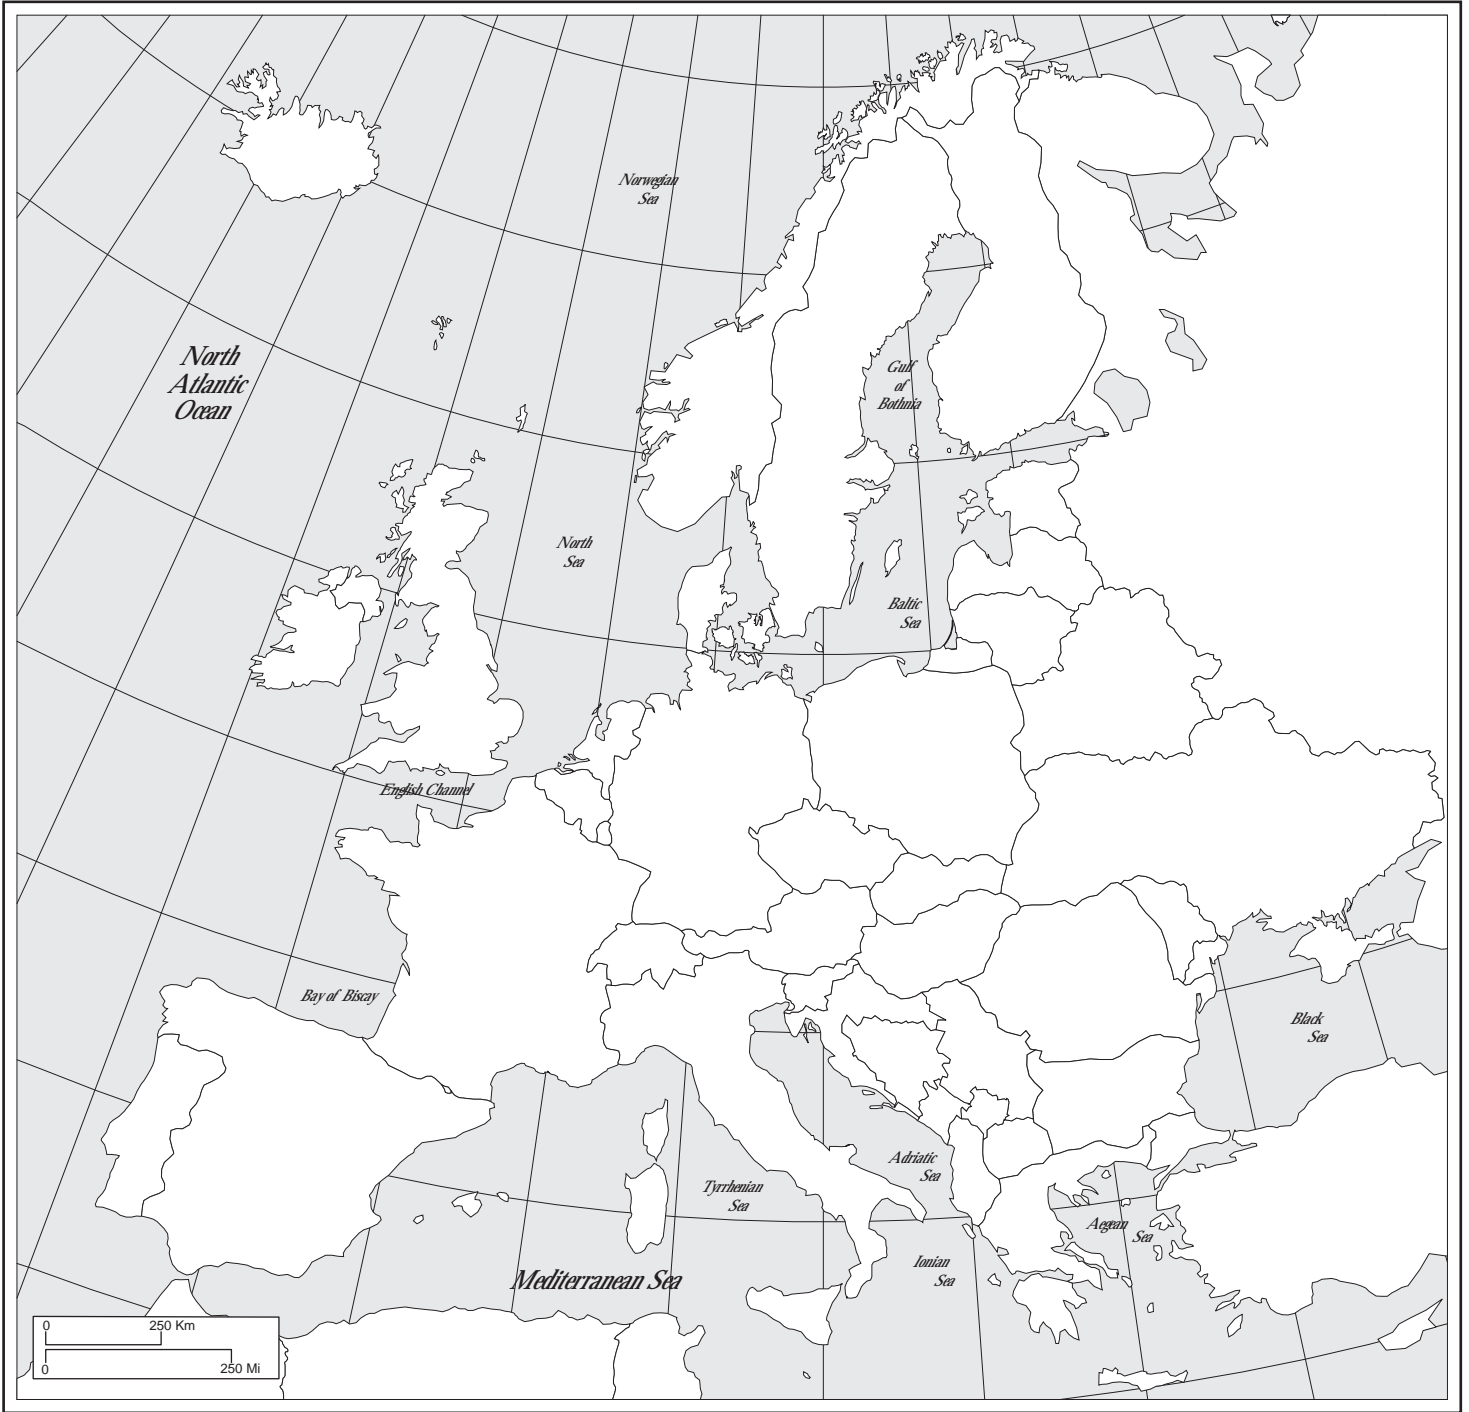 Norwegian
Sea
North
Atlantic
Ocean
Gulf
of
Bothnia
North
Sea
Baltic
Sea
English Channel
Bay of Biscay
Black
Sea
Adriatic
Sea
Tyrrhenian
Sea
Aegean
Sea
Ionian
Sea
Mediterranean Sea
0 250 Km
0 250 Mi